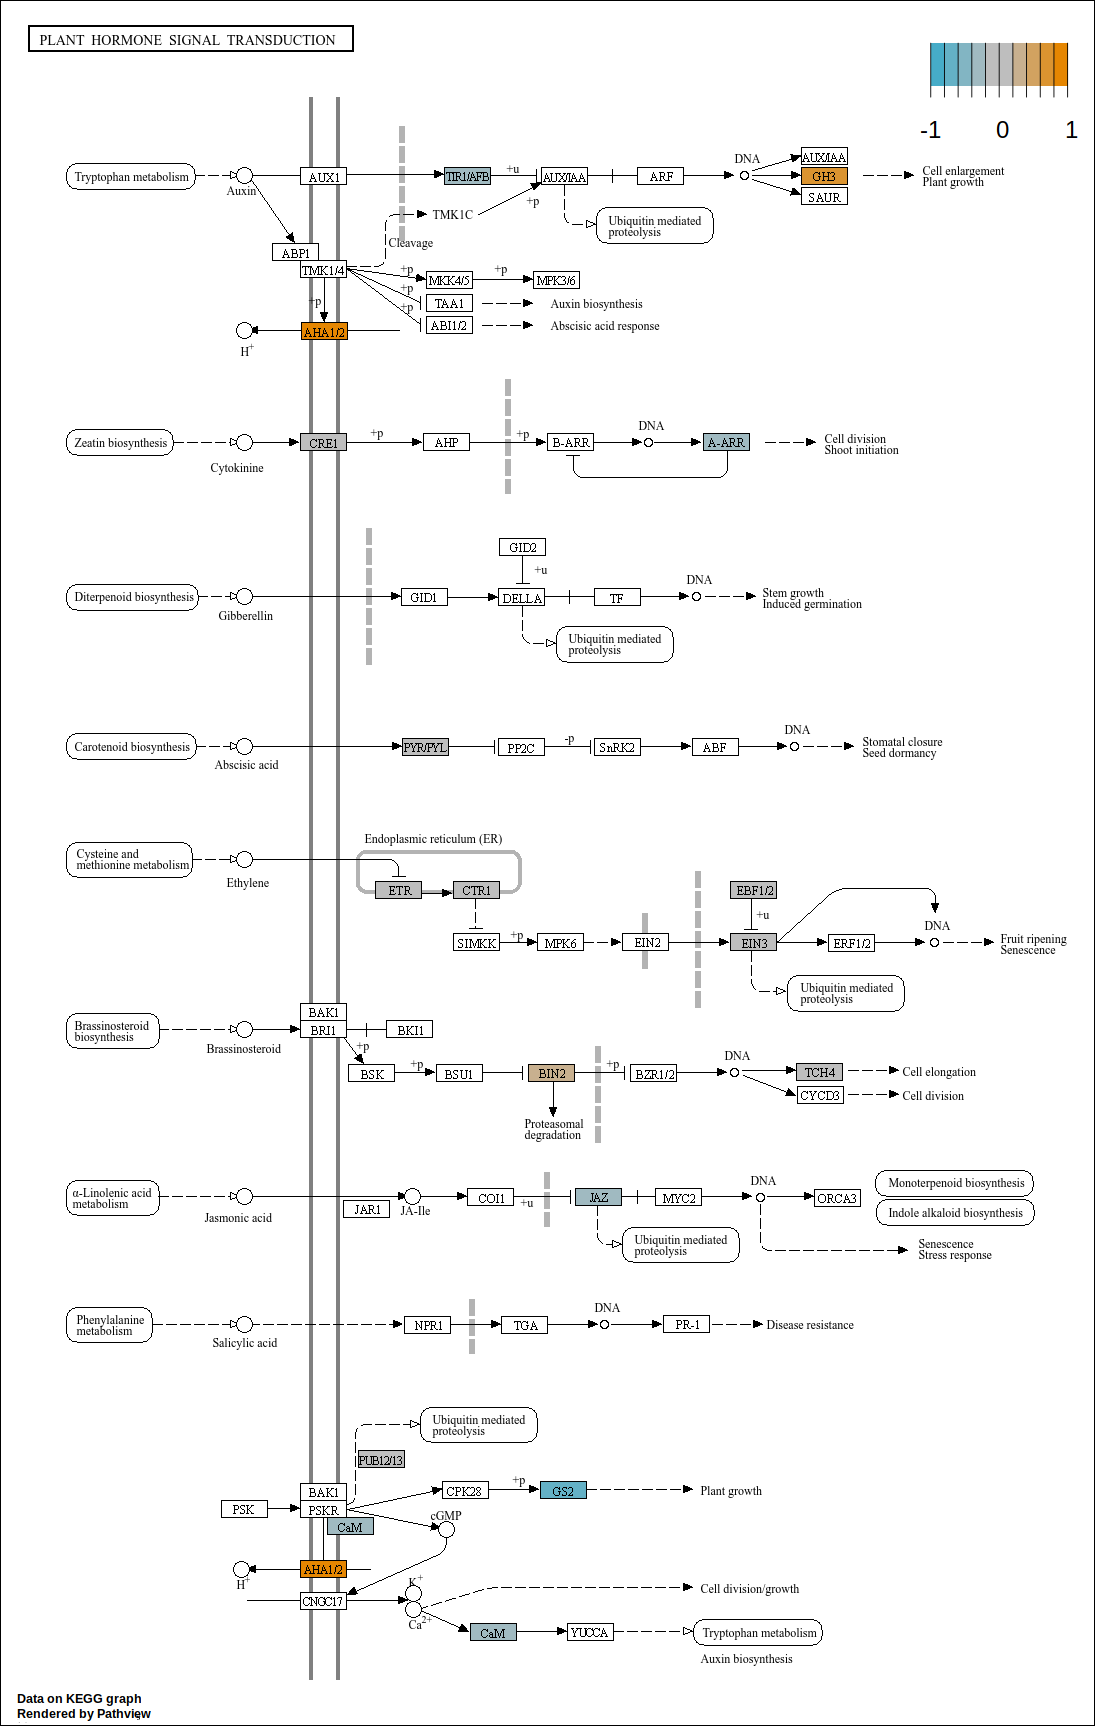 PLANT HORMONE SIGNAL TRANSDUCTION
-1 0 1
Tryptophan metabolism
Auxin
AUX1
TIR1/AFB
+u
AUX/IAA
ARF
DNA
AUX/IAA
GH3
SAUR
Cell enlargement
Plant growth
TMK1C
+p
Cleavage
Ubiquitin mediated
proteolysis
ABP1
TMK1/4
+p
MKK4/5
+p
MPK3/6
+p
TAA1
Auxin biosynthesis
+p
ABI1/2
Abscisic acid response
+p
AHA1/2
H+
Zeatin biosynthesis
Cytokinine
CRE1
+p
AHP
+p
B-ARR
DNA
A-ARR
Cell division
Shoot initiation
GID2
+u
Diterpenoid biosynthesis
Gibberellin
GID1
DELLA
TF
DNA
Stem growth
Induced germination
Ubiquitin mediated
proteolysis
Carotenoid biosynthesis
Abscisic acid
PYR/PYL
PP2C
-p
SnRK2
ABF
DNA
Stomatal closure
Seed dormancy
Endoplasmic reticulum (ER)
Cysteine and
methionine metabolism
Ethylene
ETR
CTR1
EBF1/2
+u
SIMKK
+p
MPK6
EIN2
EIN3
ERF1/2
DNA
Fruit ripening
Senescence
Ubiquitin mediated
proteolysis
Brassinosteroid
biosynthesis
Brassinosteroid
BAK1
BRI1
BKI1
+p
BSK
+p
BSU1
BIN2
+p
BZR1/2
DNA
TCH4
Cell elongation
CYCD3
Cell division
Proteasomal
degradation
α-Linolenic acid
metabolism
Jasmonic acid
JAR1
JA-Ile
COI1
+u
JAZ
MYC2
DNA
ORCA3
Monoterpenoid biosynthesis
Indole alkaloid biosynthesis
Ubiquitin mediated
proteolysis
Senescence
Stress response
Phenylalanine
metabolism
Salicylic acid
NPR1
TGA
DNA
PR-1
Disease resistance
Ubiquitin mediated
proteolysis
PUB12/13
BAK1
PSK
PSKR
CaM
CPK28
+p
GS2
Plant growth
cGMP
AHA1/2
H+
CNGC17
K+
Ca2+
Cell division/growth
CaM
YUCCA
Tryptophan metabolism
Auxin biosynthesis
Data on KEGG graph
Rendered by Pathview